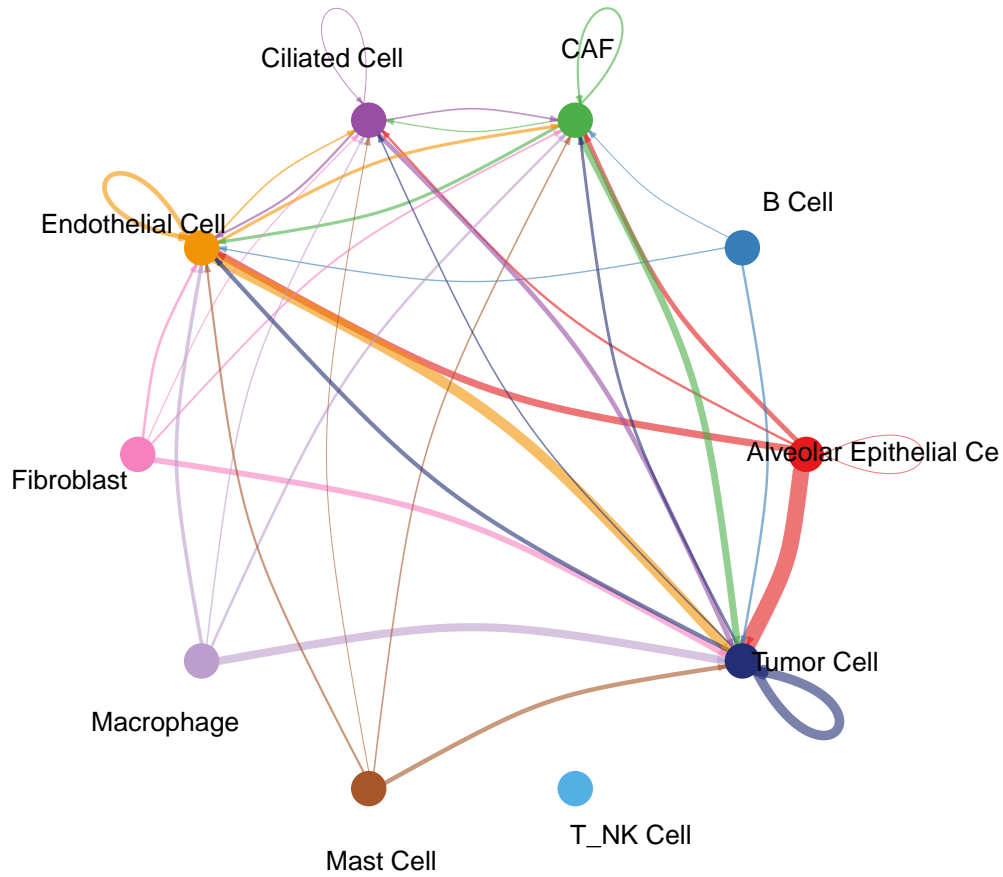 CAF
Ciliated Cell
B Cell
Endothelial Cell
Alveolar Epithelial Ce
Fibroblast
Tumor Cell
Macrophage
T_NK Cell
Mast Cell